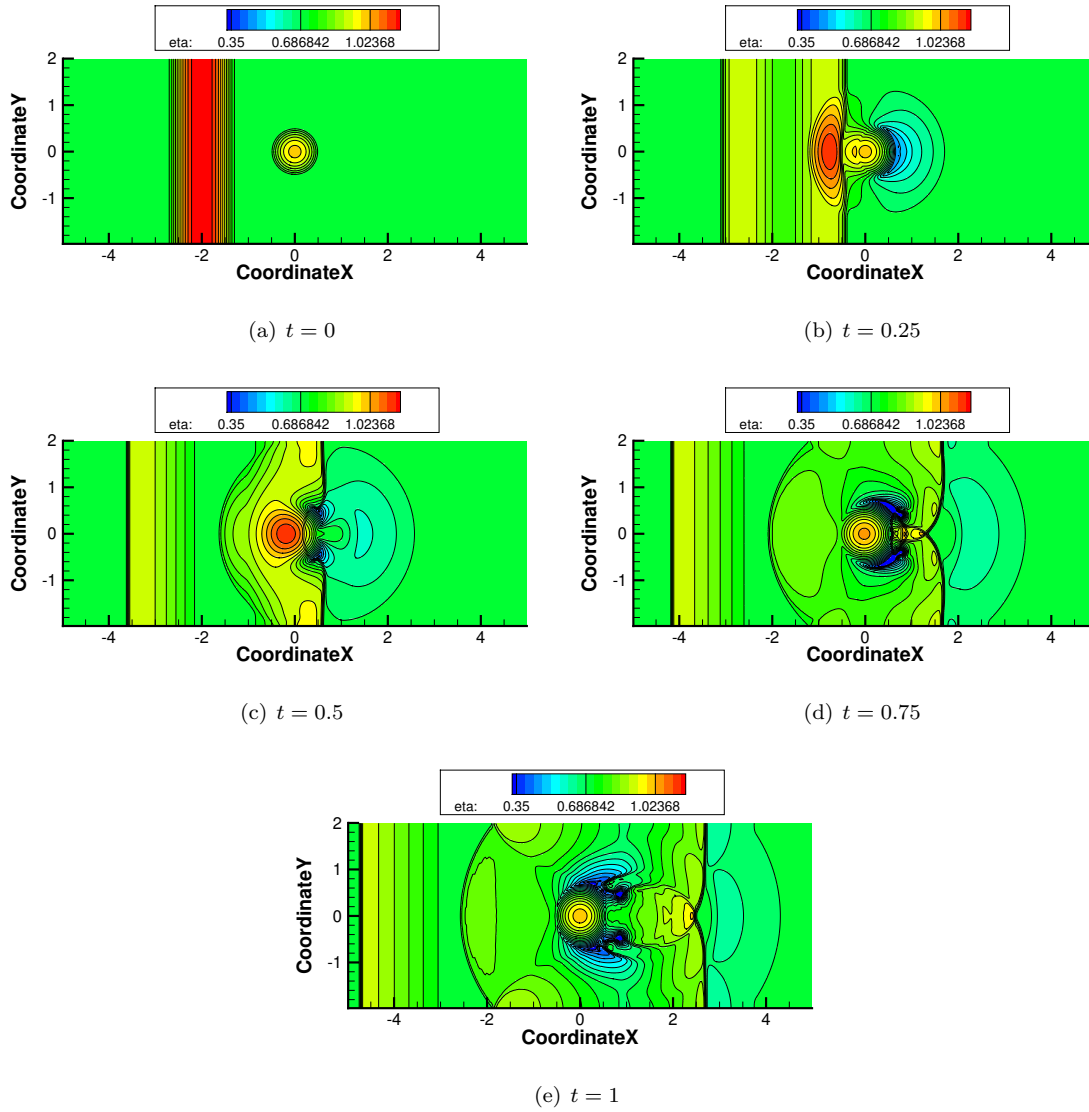 eta: 0.35 0.686842 1.02368
eta: 0.35 0.686842 1.02368
CoordinateY
2
1
0
-1
-4 -2 0 2 4
CoordinateX
CoordinateY
2
1
0
-1
-4 -2 0 2 4
CoordinateX
(a) t = 0
(b) t = 0.25
eta: 0.35 0.686842 1.02368
eta: 0.35 0.686842 1.02368
CoordinateY
2
1
0
-1
-4 -2 0 2 4
CoordinateX
CoordinateY
2
1
0
-1
-4 -2 0 2 4
CoordinateX
(c) t = 0.5
(d) t = 0.75
eta: 0.35 0.686842 1.02368
CoordinateY
2
1
0
-1
-4 -2 0 2 4
CoordinateX
(e) t = 1